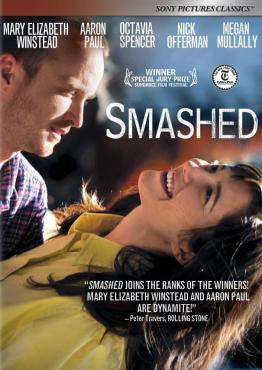 SONY PICTURES CLASSICS™
MARY ELIZABETH WINSTEAD
AARON PAUL
OCTAVIA SPENCER
NICK OFFERMAN
MEGAN MULLALLY
WINNER
SPECIAL JURY PRIZE
SUNDANCE FILM FESTIVAL
SMASHED
"SMASHED JOINS THE RANKS OF THE WINNERS!
MARY ELIZABETH WINSTEAD AND AARON PAUL
ARE DYNAMITE!"
–Peter Travers, ROLLING STONE